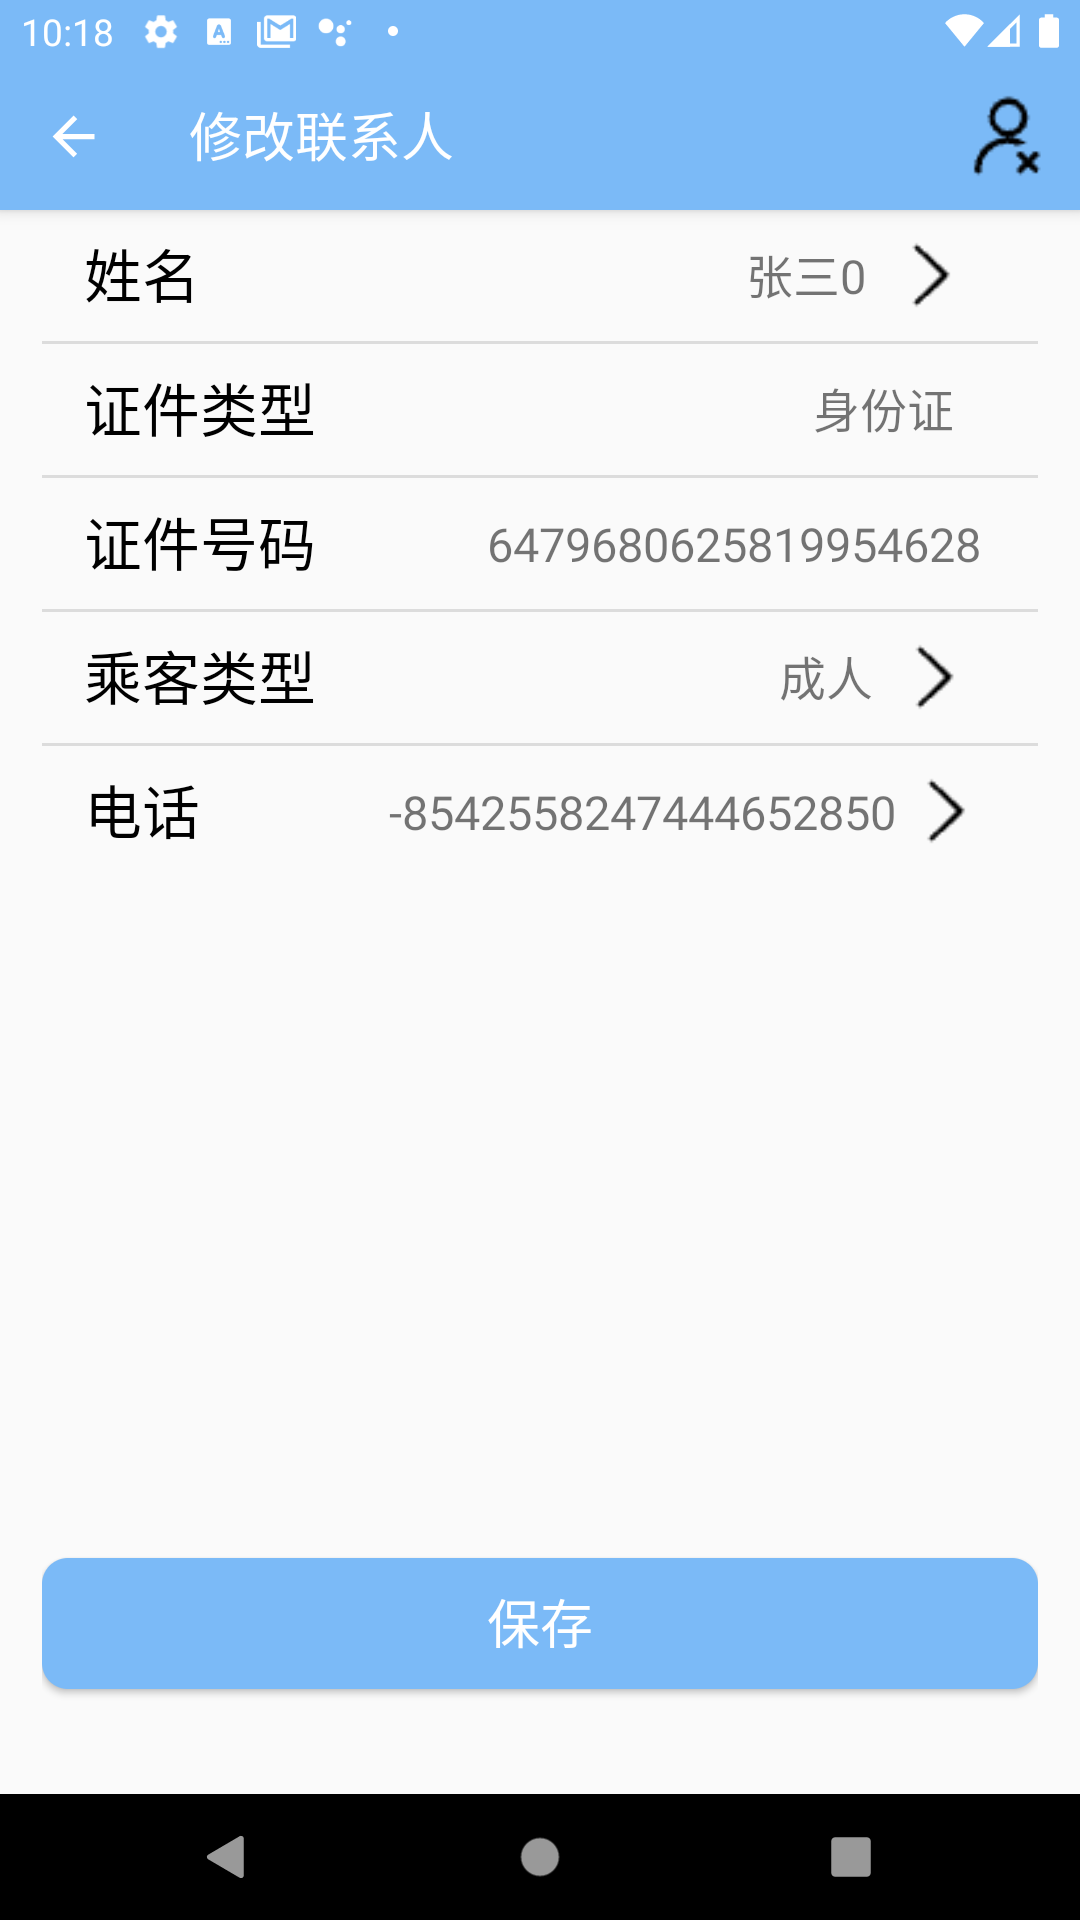 10:18
修改联系人
姓名 张三0
证件类型 身份证
证件号码 6479680625819954628
乘客类型 成人
电话 -8542558247444652850
保存